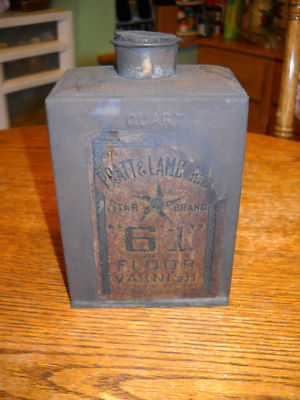 QUART
PRATT & LAMBERT
STAR BRAND
"61"
FLOOR
VARNISH